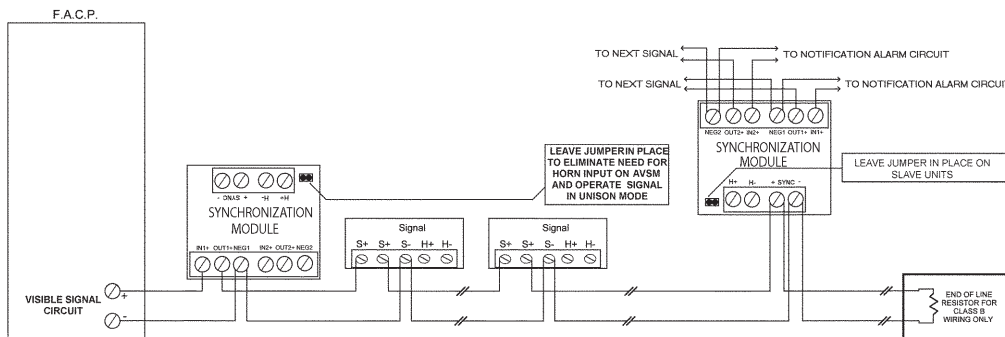 F.A.C.P.
TO NEXT SIGNAL
TO NOTIFICATION ALARM CIRCUIT
TO NEXT SIGNAL
TO NOTIFICATION ALARM CIRCUIT
NEG2 OUT2+ IN2+ NEG1 OUT1+ IN1+
SYNCHRONIZATION
MODULE
H+ H- + SYNC -
LEAVE JUMPER IN PLACE ON
SLAVE UNITS
LEAVE JUMPERIN PLACE
TO ELIMINATE NEED FOR
HORN INPUT ON AVSM
AND OPERATE SIGNAL
IN UNISON MODE
- DNAS + -H +H
SYNCHRONIZATION
MODULE
IN1+ OUT1+ NEG1 IN2+ OUT2+ NEG2
Signal
S+ S+ S- H+ H-
Signal
S+ S+ S- H+ H-
VISIBLE SIGNAL
CIRCUIT
+
-
END OF LINE
RESISTOR FOR
CLASS B
WIRING ONLY